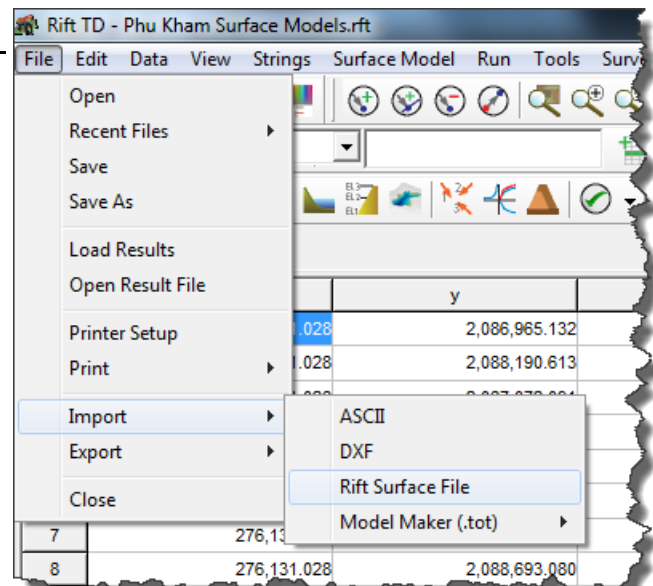 Rift TD - Phu Kham Surface Models.rft
File Edit Data View Strings Surface Model Run Tools
Open
Recent Files
Save
Save As
Load Results
Open Result File
y
.028 2,086,965.132
Printer Setup
.028 2,088,190.613
Print
Import
ASCII
Export
DXF
Rift Surface File
Close
Model Maker (.tot)
7
8 276,131.028 2,088,693.080